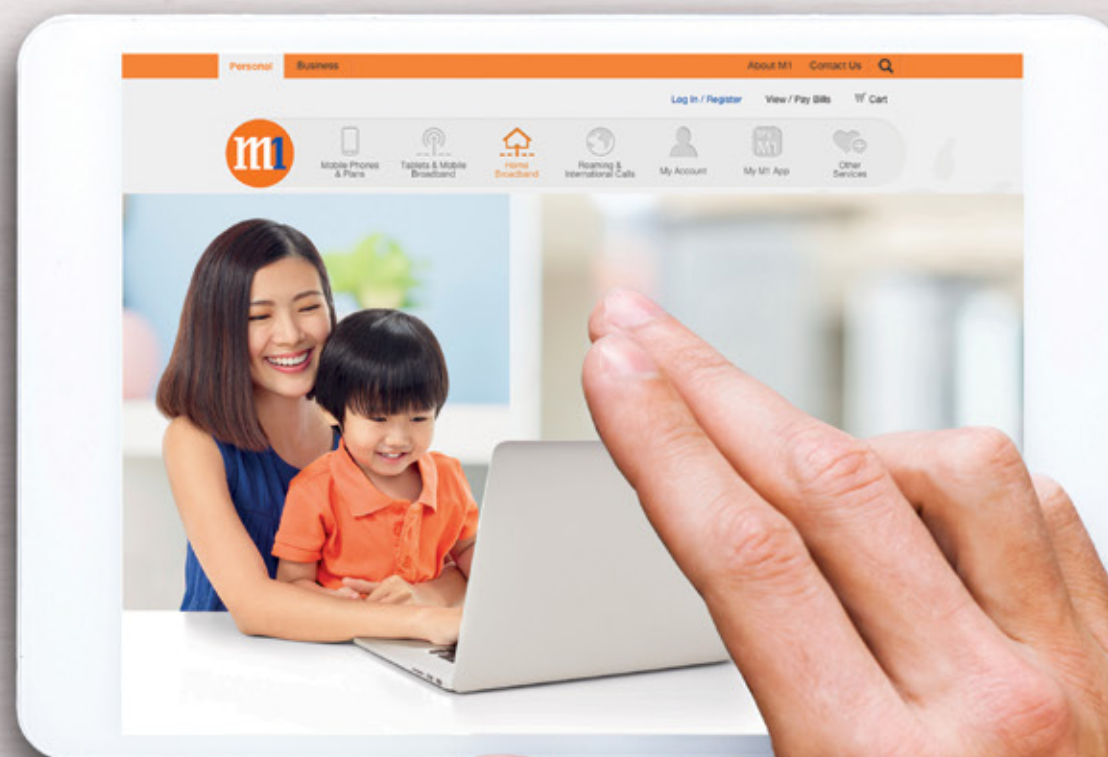 Personal Business About M1 Contact Us
Log In / Register View / Pay Bills Cart
m1
Mobile Phones
& Plans
Tablets & Mobile
Broadband
Home
Broadband
Roaming &
International Calls
My Account
My M1 App
Other
Services